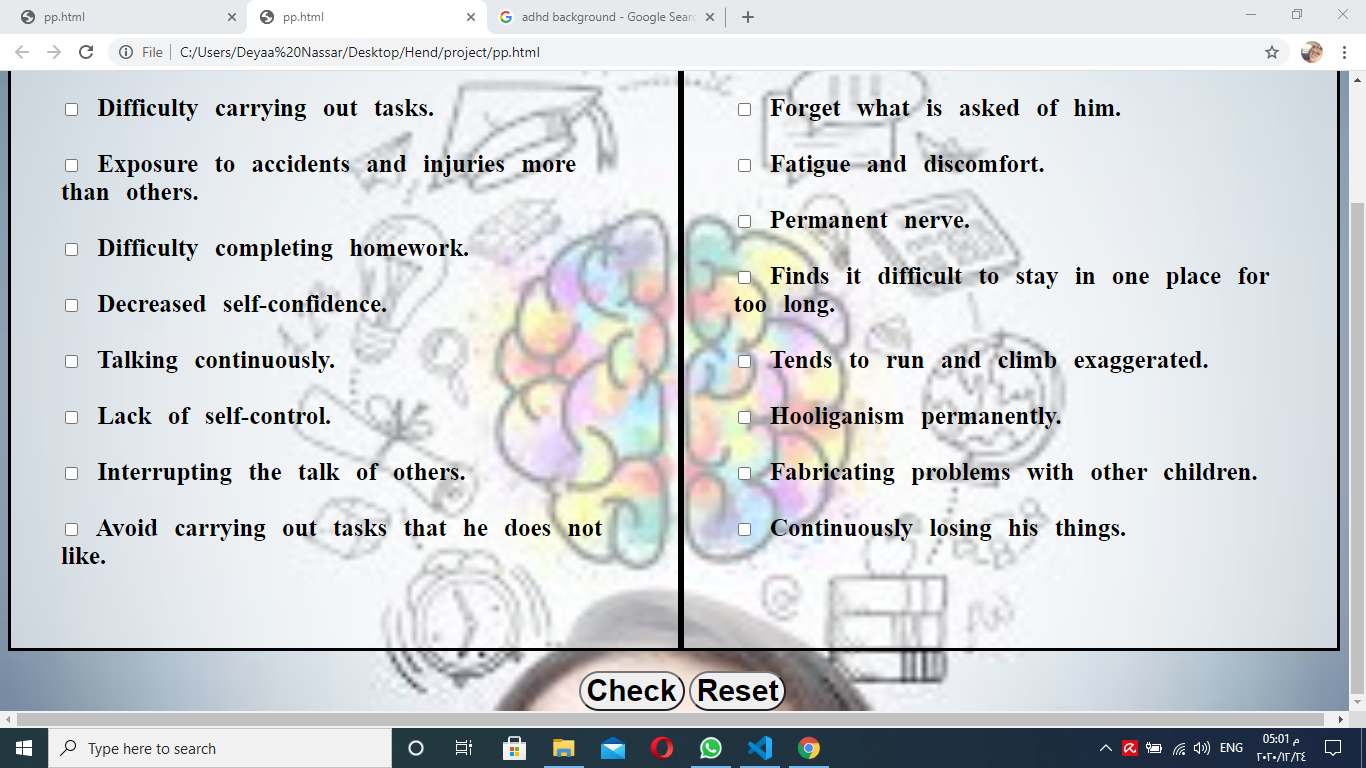 pp.html
pp.html
adhd background - Google Sear
File
C:/Users/Deyaa%20Nassar/Desktop/Hend/project/pp.html
Difficulty carrying out tasks.
Exposure to accidents and injuries more
than others.
Difficulty completing homework.
Decreased self-confidence.
Talking continuously.
Lack of self-control.
Interrupting the talk of others.
Avoid carrying out tasks that he does not
like.
Forget what is asked of him.
Fatigue and discomfort.
Permanent nerve.
Finds it difficult to stay in one place for
too long.
Tends to run and climb exaggerated.
Hooliganism permanently.
Fabricating problems with other children.
Continuously losing his things.
f(x)
Check Reset
Type here to search
ENG
05:01 م
٢٠٢٠/١٢/٢٤